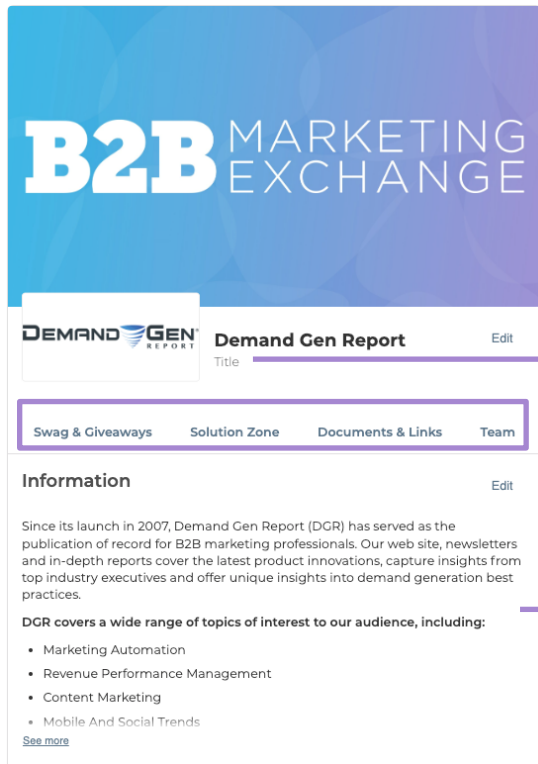 B2B MARKETING
EXCHANGE
DEMAND GEN
REPORT
Demand Gen Report
Edit
Title
Swag & Giveaways Solution Zone Documents & Links Team
Information
Edit
Since its launch in 2007, Demand Gen Report (DGR) has served as the
publication of record for B2B marketing professionals. Our web site, newsletters
and in-depth reports cover the latest product innovations, capture insights from
top industry executives and offer unique insights into demand generation best
practices.
DGR covers a wide range of topics of interest to our audience, including:
• Marketing Automation
• Revenue Performance Management
• Content Marketing
• Mobile And Social Trends
See more